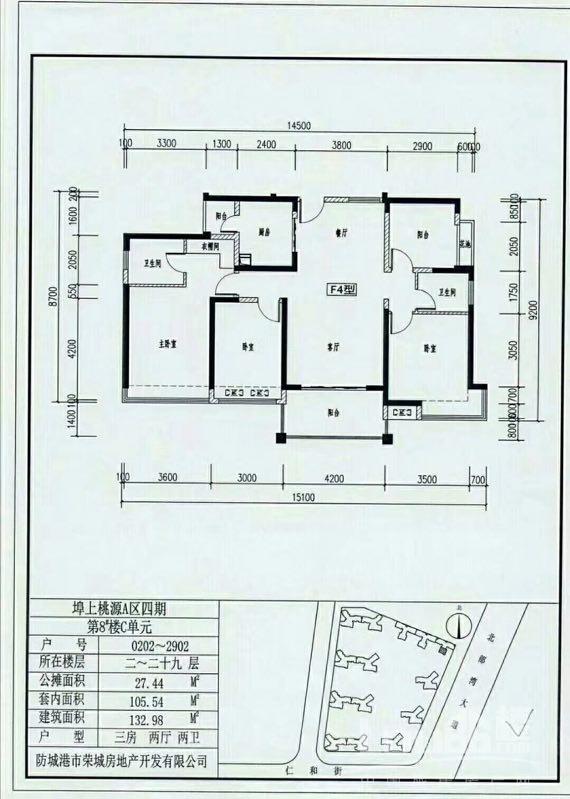 14500
100 3300 1300 2400 3800 2900 600
阳台
衣帽间
厨房
餐厅
阳台
花池
卫生间
卫生间
F4型
主卧室
卧室
客厅
卧室
阳台
200
1600
2050
550
4200
100
1400
8700
2050
1750
3050
700
9200
100 3600 3000 4200 3500 700
15100
埠上桃源A区四期
第8#楼C单元
户 号 0202～2902
所在楼层 二～二十九 层
公摊面积 27.44 M²
套内面积 105.54 M²
建筑面积 132.98 M²
户 型 三房 两厅 两卫
防城港市荣城房地产开发有限公司
北
北部湾大道
仁和街